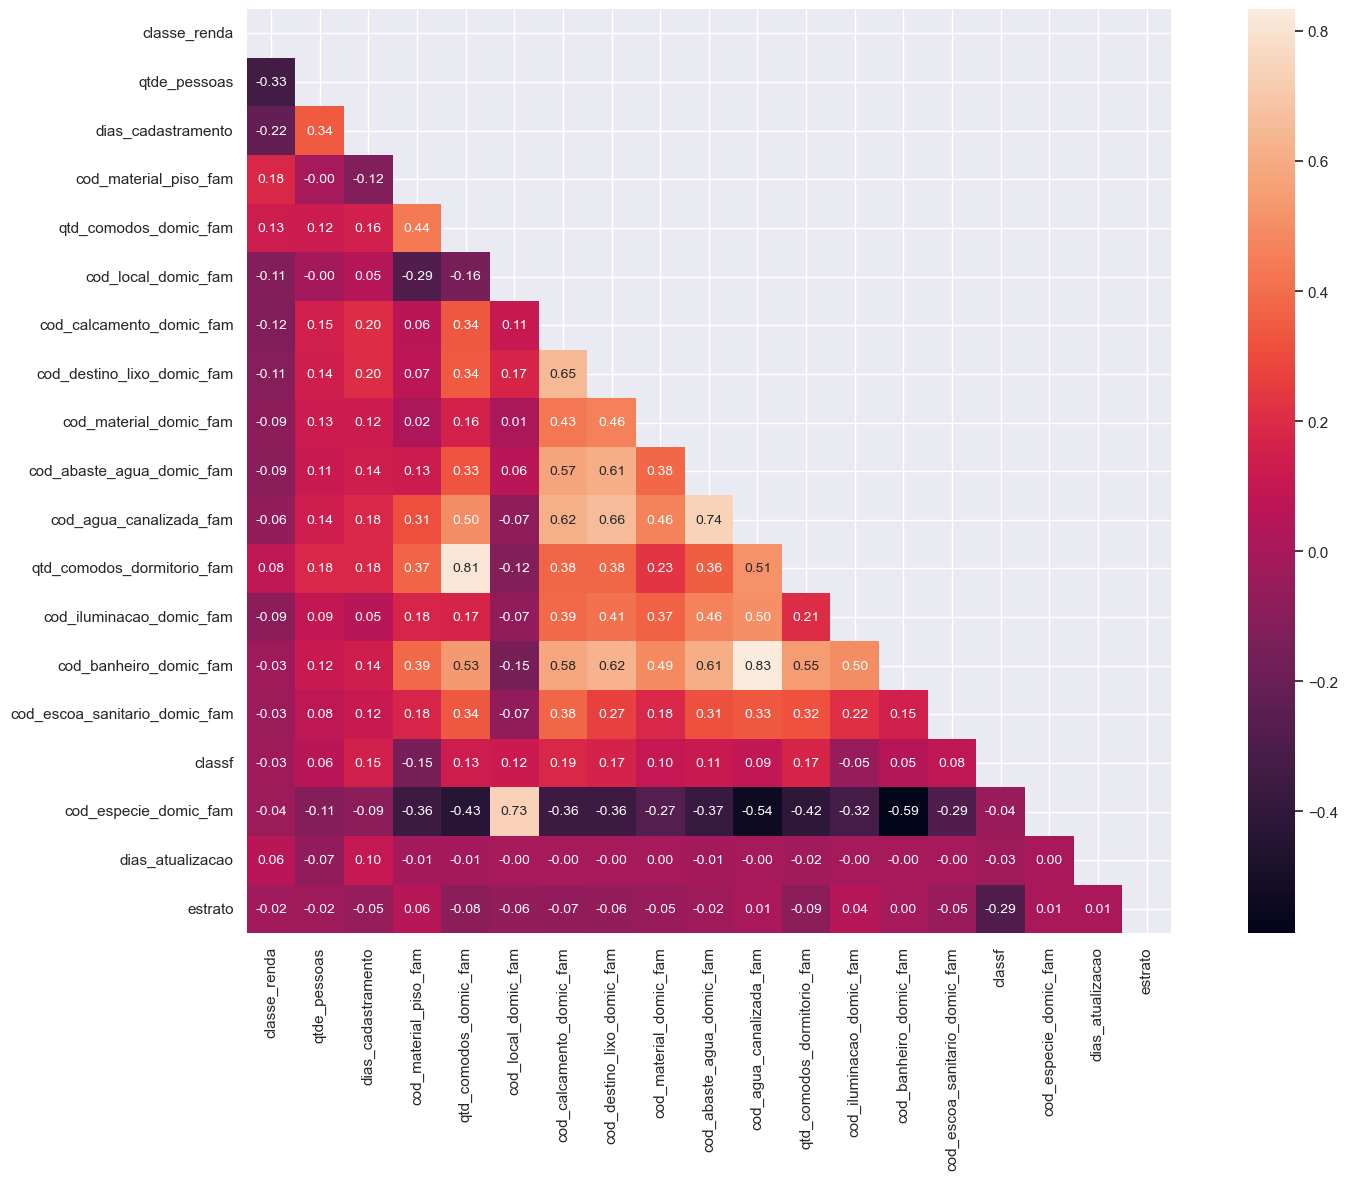 classe_renda
qtde_pessoas -0.33
dias_cadastramento -0.22 0.34
cod_material_piso_fam 0.18 -0.00 -0.12
qtd_comodos_domic_fam 0.13 0.12 0.16 0.44
cod_local_domic_fam -0.11 -0.00 0.05 -0.29 -0.16
cod_calcamento_domic_fam -0.12 0.15 0.20 0.06 0.34 0.11
cod_destino_lixo_domic_fam -0.11 0.14 0.20 0.07 0.34 0.17 0.65
cod_material_domic_fam -0.09 0.13 0.12 0.02 0.16 0.01 0.43 0.46
cod_abaste_agua_domic_fam -0.09 0.11 0.14 0.13 0.33 0.06 0.57 0.61 0.38
cod_agua_canalizada_fam -0.06 0.14 0.18 0.31 0.50 -0.07 0.62 0.66 0.46 0.74
qtd_comodos_dormitorio_fam 0.08 0.18 0.18 0.37 0.81 -0.12 0.38 0.38 0.23 0.36 0.51
cod_iluminacao_domic_fam -0.09 0.09 0.05 0.18 0.17 -0.07 0.39 0.41 0.37 0.46 0.50 0.21
cod_banheiro_domic_fam -0.03 0.12 0.14 0.39 0.53 -0.15 0.58 0.62 0.49 0.61 0.83 0.55 0.50
cod_escoa_sanitario_domic_fam -0.03 0.08 0.12 0.18 0.34 -0.07 0.38 0.27 0.18 0.31 0.33 0.32 0.22 0.15
classf -0.03 0.06 0.15 -0.15 0.13 0.12 0.19 0.17 0.10 0.11 0.09 0.17 -0.05 0.05 0.08
cod_especie_domic_fam -0.04 -0.11 -0.09 -0.36 -0.43 0.73 -0.36 -0.36 -0.27 -0.37 -0.54 -0.42 -0.32 -0.59 -0.29 -0.04
dias_atualizacao 0.06 -0.07 0.10 -0.01 -0.01 -0.00 -0.00 -0.00 0.00 -0.01 -0.00 -0.02 -0.00 -0.00 -0.00 -0.03 0.00
estrato -0.02 -0.02 -0.05 0.06 -0.08 -0.06 -0.07 -0.06 -0.05 -0.02 0.01 -0.09 0.04 0.00 -0.05 -0.29 0.01 0.01
classe_renda
qtde_pessoas
dias_cadastramento
cod_material_piso_fam
qtd_comodos_domic_fam
cod_local_domic_fam
cod_calcamento_domic_fam
cod_destino_lixo_domic_fam
cod_material_domic_fam
cod_abaste_agua_domic_fam
cod_agua_canalizada_fam
qtd_comodos_dormitorio_fam
cod_iluminacao_domic_fam
cod_banheiro_domic_fam
cod_escoa_sanitario_domic_fam
classf
cod_especie_domic_fam
dias_atualizacao
estrato
0.8
0.6
0.4
0.2
0.0
−0.2
−0.4